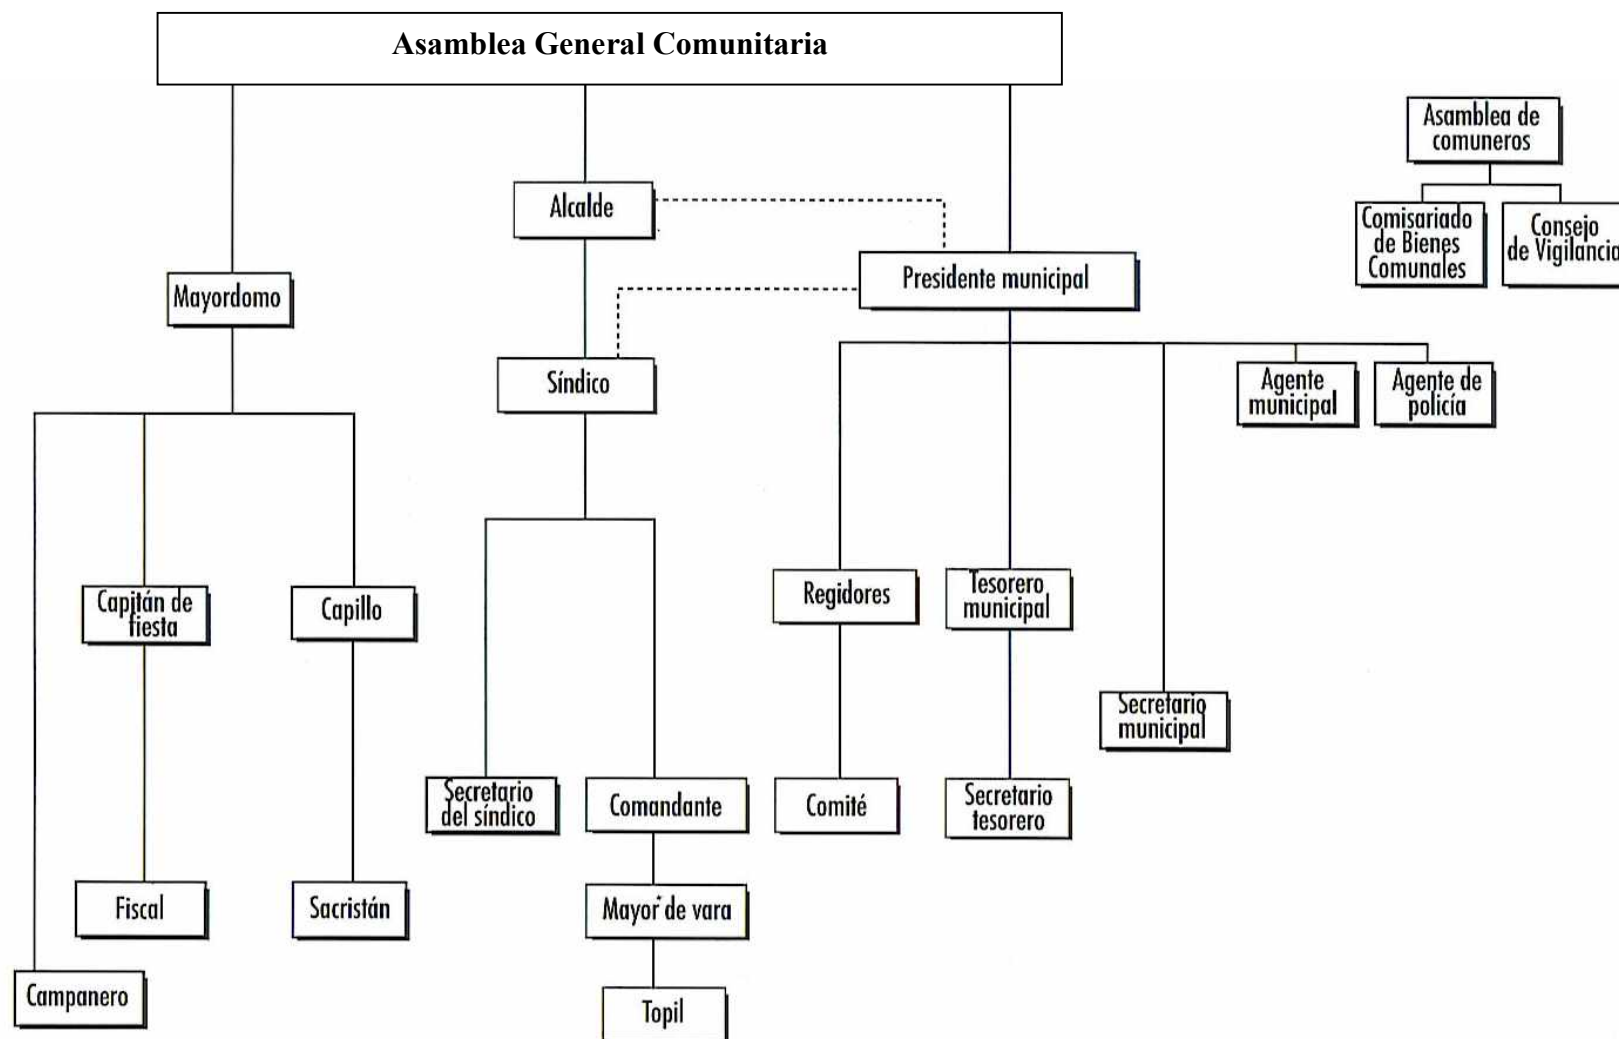 Asamblea General Comunitaria
Asamblea de
comuneros
Alcalde
Comisariado
de Bienes
Comunales
Consejo
de Vigilancia
Presidente municipal
Mayordomo
Síndico
Agente
municipal
Agente de
policía
Capitán de
fiesta
Capillo
Regidores
Tesorero
municipal
Secretario
municipal
Secretario
del síndico
Comandante
Comité
Secretario
tesorero
Fiscal
Sacristán
Mayor de vara
Campanero
Topil